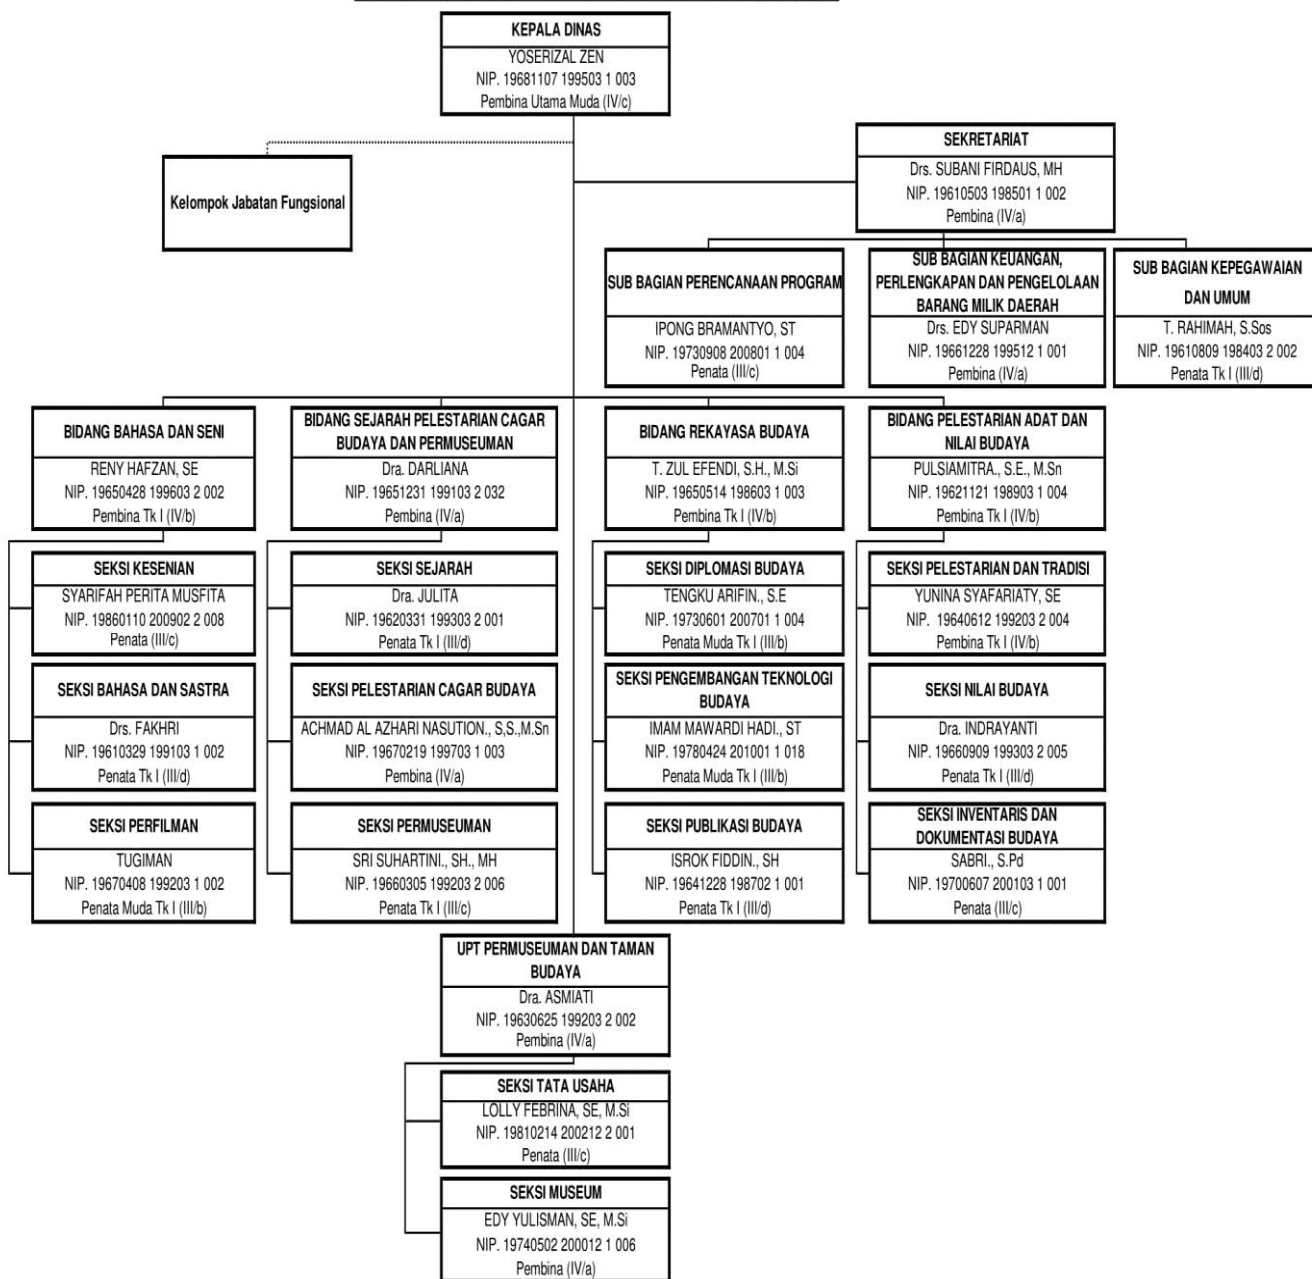 KEPALA DINAS
YOSERIZAL ZEN
NIP. 19681107 199503 1 003
Pembina Utama Muda (IV/c)
Kelompok Jabatan Fungsional
SEKRETARIAT
Drs. SUBANI FIRDAUS, MH
NIP. 19610503 198501 1 002
Pembina (IV/a)
SUB BAGIAN PERENCANAAN PROGRAM
IPONG BRAMANTYO, ST
NIP. 19730908 200801 1 004
Penata (III/c)
SUB BAGIAN KEUANGAN,
PERLENGKAPAN DAN PENGELOLAAN
BARANG MILIK DAERAH
Drs. EDY SUPARMAN
NIP. 19661228 199512 1 001
Pembina (IV/a)
SUB BAGIAN KEPEGAWAIAN
DAN UMUM
T. RAHIMAH, S.Sos
NIP. 19610809 198403 2 002
Penata Tk I (III/d)
BIDANG BAHASA DAN SENI
RENY HAFZAN, SE
NIP. 19650428 199603 2 002
Pembina Tk I (IV/b)
BIDANG SEJARAH PELESTARIAN CAGAR
BUDAYA DAN PERMUSEUMAN
Dra. DARLIANA
NIP. 19651231 199103 2 032
Pembina (IV/a)
BIDANG REKAYASA BUDAYA
T. ZUL EFENDI, S.H., M.Si
NIP. 19650514 198603 1 003
Pembina Tk I (IV/b)
BIDANG PELESTARIAN ADAT DAN
NILAI BUDAYA
PULSIAMITRA., S.E., M.Sn
NIP. 19621121 198903 1 004
Pembina Tk I (IV/b)
SEKSI KESENIAN
SYARIFAH PERITA MUSFITA
NIP. 19860110 200902 2 008
Penata (III/c)
SEKSI SEJARAH
Dra. JULITA
NIP. 19620331 199303 2 001
Penata Tk I (III/d)
SEKSI DIPLOMASI BUDAYA
TENGKU ARIFIN., S.E
NIP. 19730601 200701 1 004
Penata Muda Tk I (III/b)
SEKSI PELESTARIAN DAN TRADISI
YUNINA SYAFARIATY, SE
NIP. 19640612 199203 2 004
Pembina Tk I (IV/b)
SEKSI BAHASA DAN SASTRA
Drs. FAKHRI
NIP. 19610329 199103 1 002
Penata Tk I (III/d)
SEKSI PELESTARIAN CAGAR BUDAYA
ACHMAD AL AZHARI NASUTION., S,S.,M.Sn
NIP. 19670219 199703 1 003
Pembina (IV/a)
SEKSI PENGEMBANGAN TEKNOLOGI
BUDAYA
IMAM MAWARDI HADI., ST
NIP. 19780424 201001 1 018
Penata Muda Tk I (III/b)
SEKSI NILAI BUDAYA
Dra. INDRAYANTI
NIP. 19660909 199303 2 005
Penata Tk I (III/d)
SEKSI PERFILMAN
TUGIMAN
NIP. 19670408 199203 1 002
Penata Muda Tk I (III/b)
SEKSI PERMUSEUMAN
SRI SUHARTINI., SH., MH
NIP. 19660305 199203 2 006
Penata Tk I (III/c)
SEKSI PUBLIKASI BUDAYA
ISROK FIDDIN., SH
NIP. 19641228 198702 1 001
Penata Tk I (III/d)
SEKSI INVENTARIS DAN
DOKUMENTASI BUDAYA
SABRI., S.Pd
NIP. 19700607 200103 1 001
Penata (III/c)
UPT PERMUSEUMAN DAN TAMAN
BUDAYA
Dra. ASMIATI
NIP. 19630625 199203 2 002
Pembina (IV/a)
SEKSI TATA USAHA
LOLLY FEBRINA, SE, M.Si
NIP. 19810214 200212 2 001
Penata (III/c)
SEKSI MUSEUM
EDY YULISMAN, SE, M.Si
NIP. 19740502 200012 1 006
Pembina (IV/a)